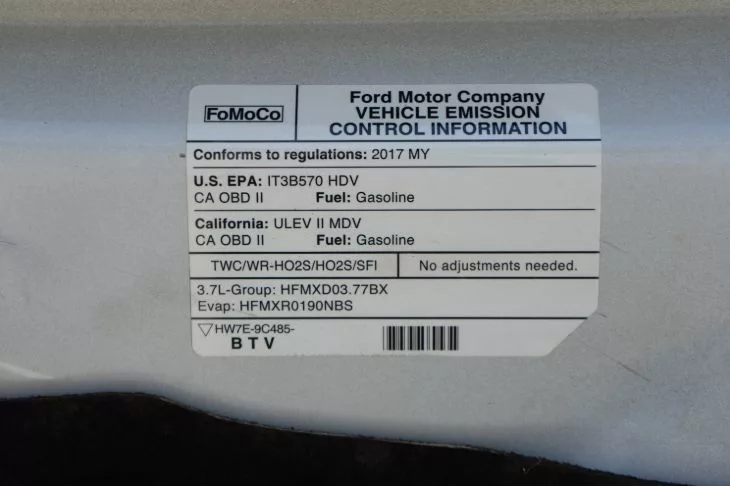 FoMoCo
Ford Motor Company
VEHICLE EMISSION
CONTROL INFORMATION
Conforms to regulations: 2017 MY
U.S. EPA: IT3B570 HDV
CA OBD II Fuel: Gasoline
California: ULEV II MDV
CA OBD II Fuel: Gasoline
TWC/WR-HO2S/HO2S/SFI
No adjustments needed.
3.7L-Group: HFMXD03.77BX
Evap: HFMXR0190NBS
HW7E-9C485-
B T V